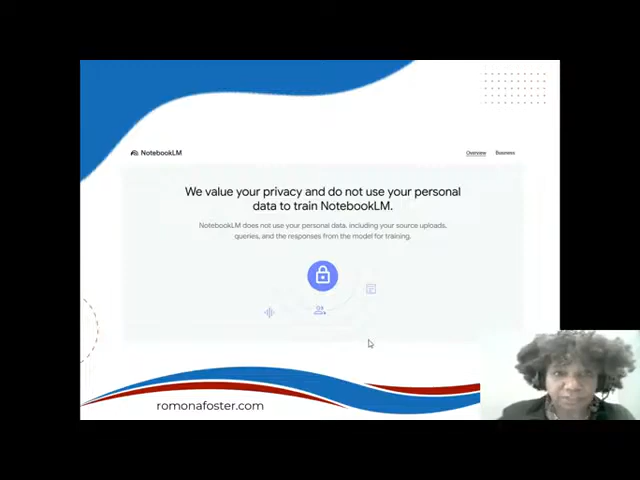 NotebookLM
Overview Business
We value your privacy and do not use your personal
data to train NotebookLM.
NotebookLM does not use your personal data, including your source uploads,
queries, and the responses from the model for training.
romonafoster.com